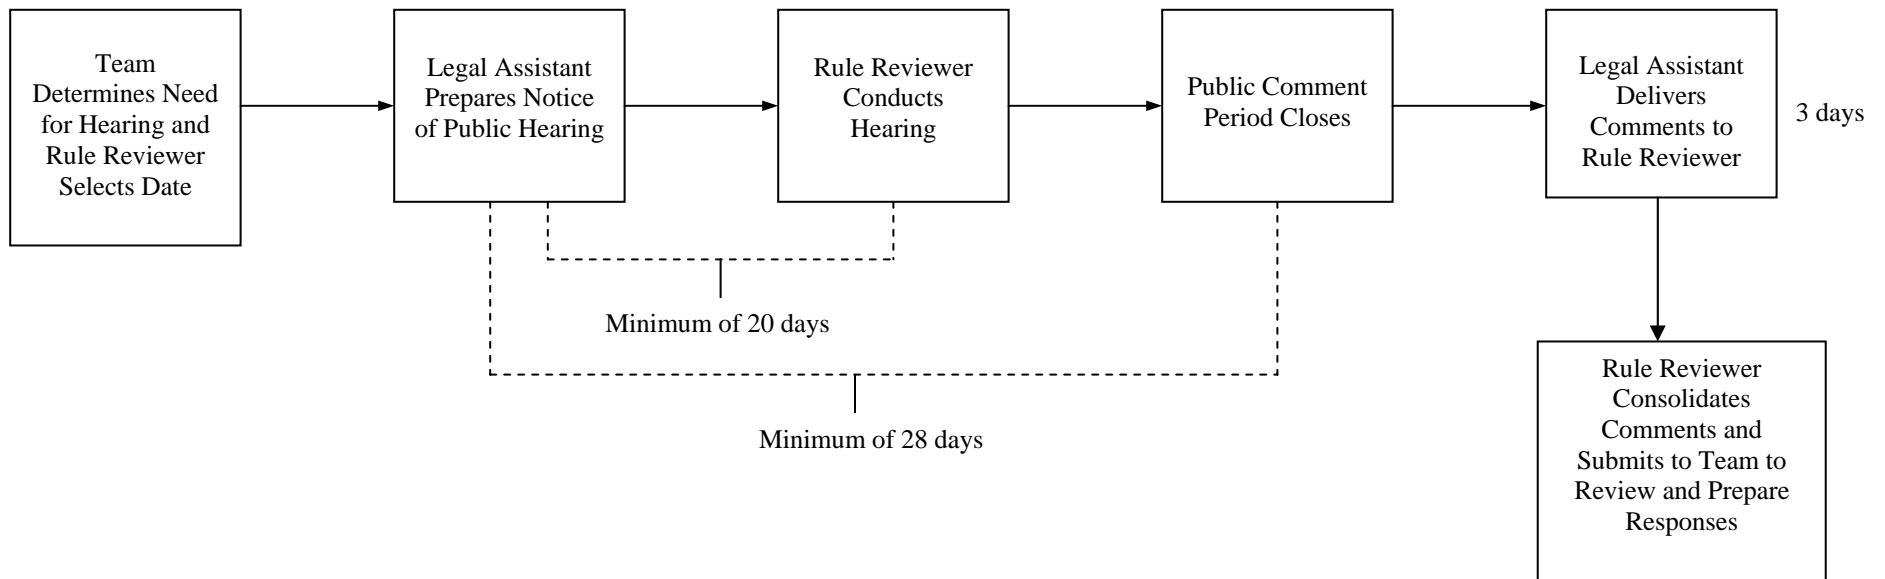 Team
Determines Need
for Hearing and
Rule Reviewer
Selects Date
Legal Assistant
Prepares Notice
of Public Hearing
Rule Reviewer
Conducts
Hearing
Public Comment
Period Closes
Legal Assistant
Delivers
Comments to
Rule Reviewer
3 days
Minimum of 20 days
Minimum of 28 days
Rule Reviewer
Consolidates
Comments and
Submits to Team to
Review and Prepare
Responses